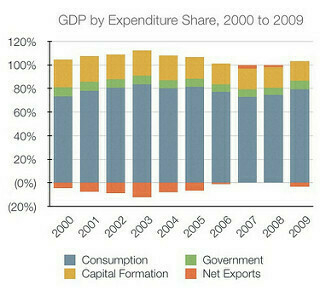 GDP by Expenditure Share, 2000 to 2009
120%
100%
80%
60%
40%
20%
(0%)
(20%)
2000 2001 2002 2003 2004 2005 2006 2007 2008 2009
Consumption Government
Capital Formation Net Exports